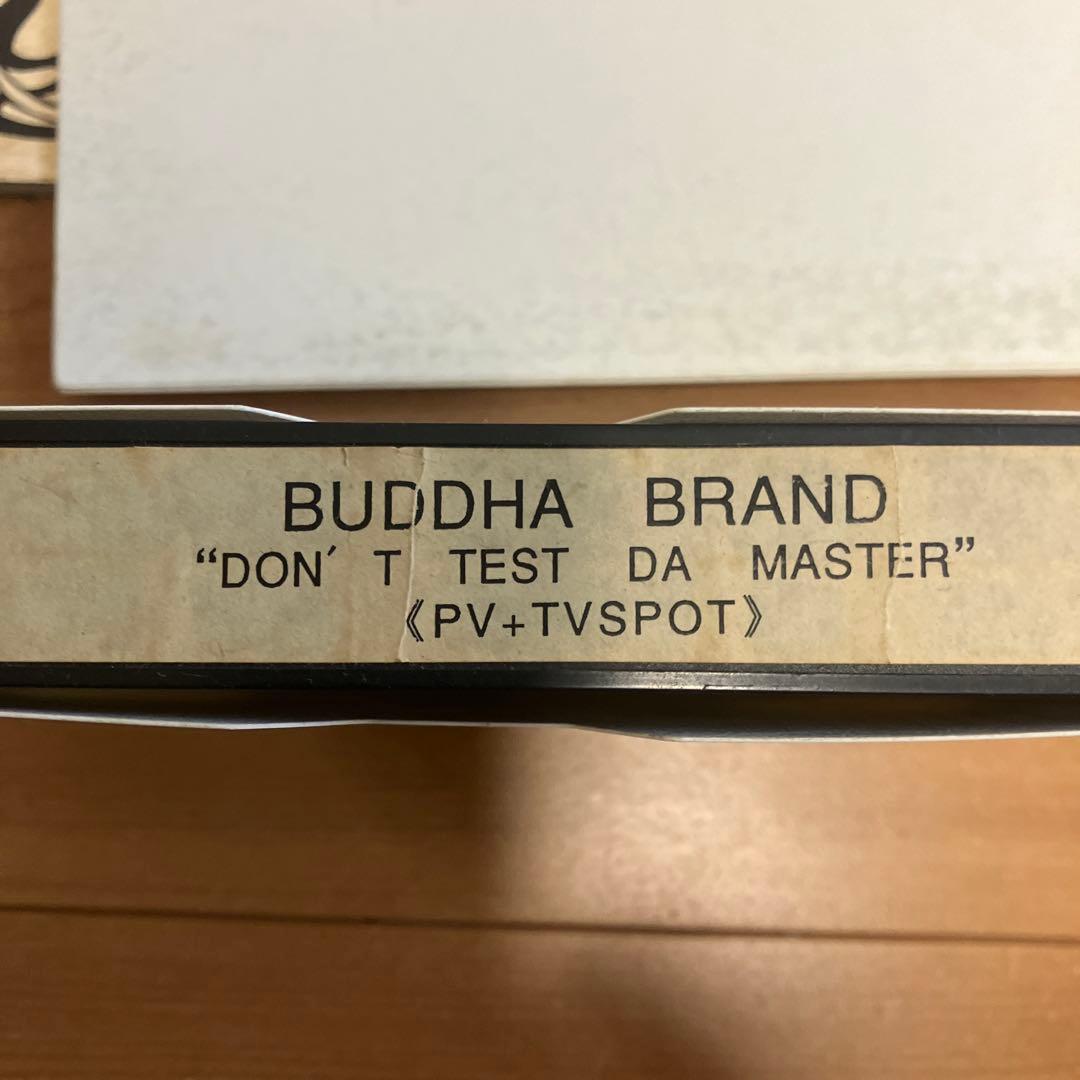 BUDDHA BRAND
“DON′T TEST DA MASTER”
《PV+TVSPOT》